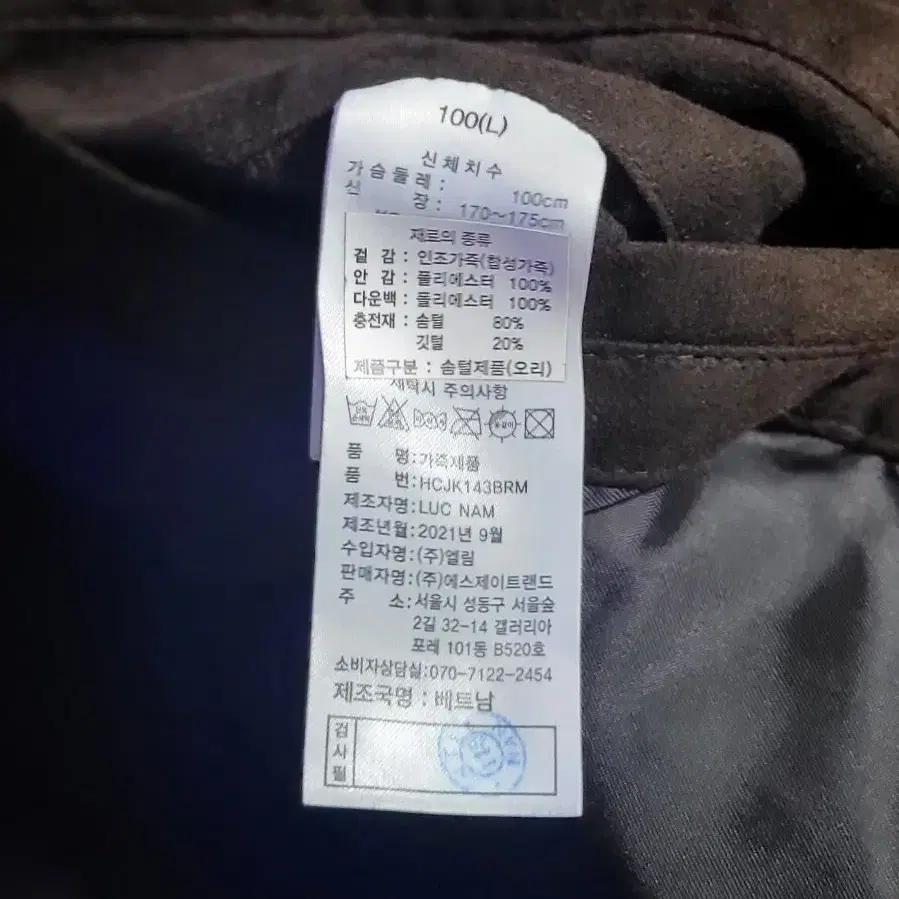 100(L)
신체치수
가슴둘레 : 100cm
신 장 : 170~175cm
재료의 종류
겉 감 : 인조가죽(합성가죽)
안 감 : 폴리에스터 100%
다운백 : 폴리에스터 100%
충전재 : 솜털 80%
깃털 20%
제품구분 : 솜털제품(오리)
세탁시 주의사항
품 명:가죽제품
품 번:HCJK143BRM
제조자명:LUC NAM
제조년월:2021년 9월
수입자명:(주)엘림
판매자명:(주)에스제이트랜드
주 소:서울시 성동구 서울숲
2길 32-14 갤러리아
포레 101동 B520호
소비자상담실:070-7122-2454
제조국명 : 베트남
검사필